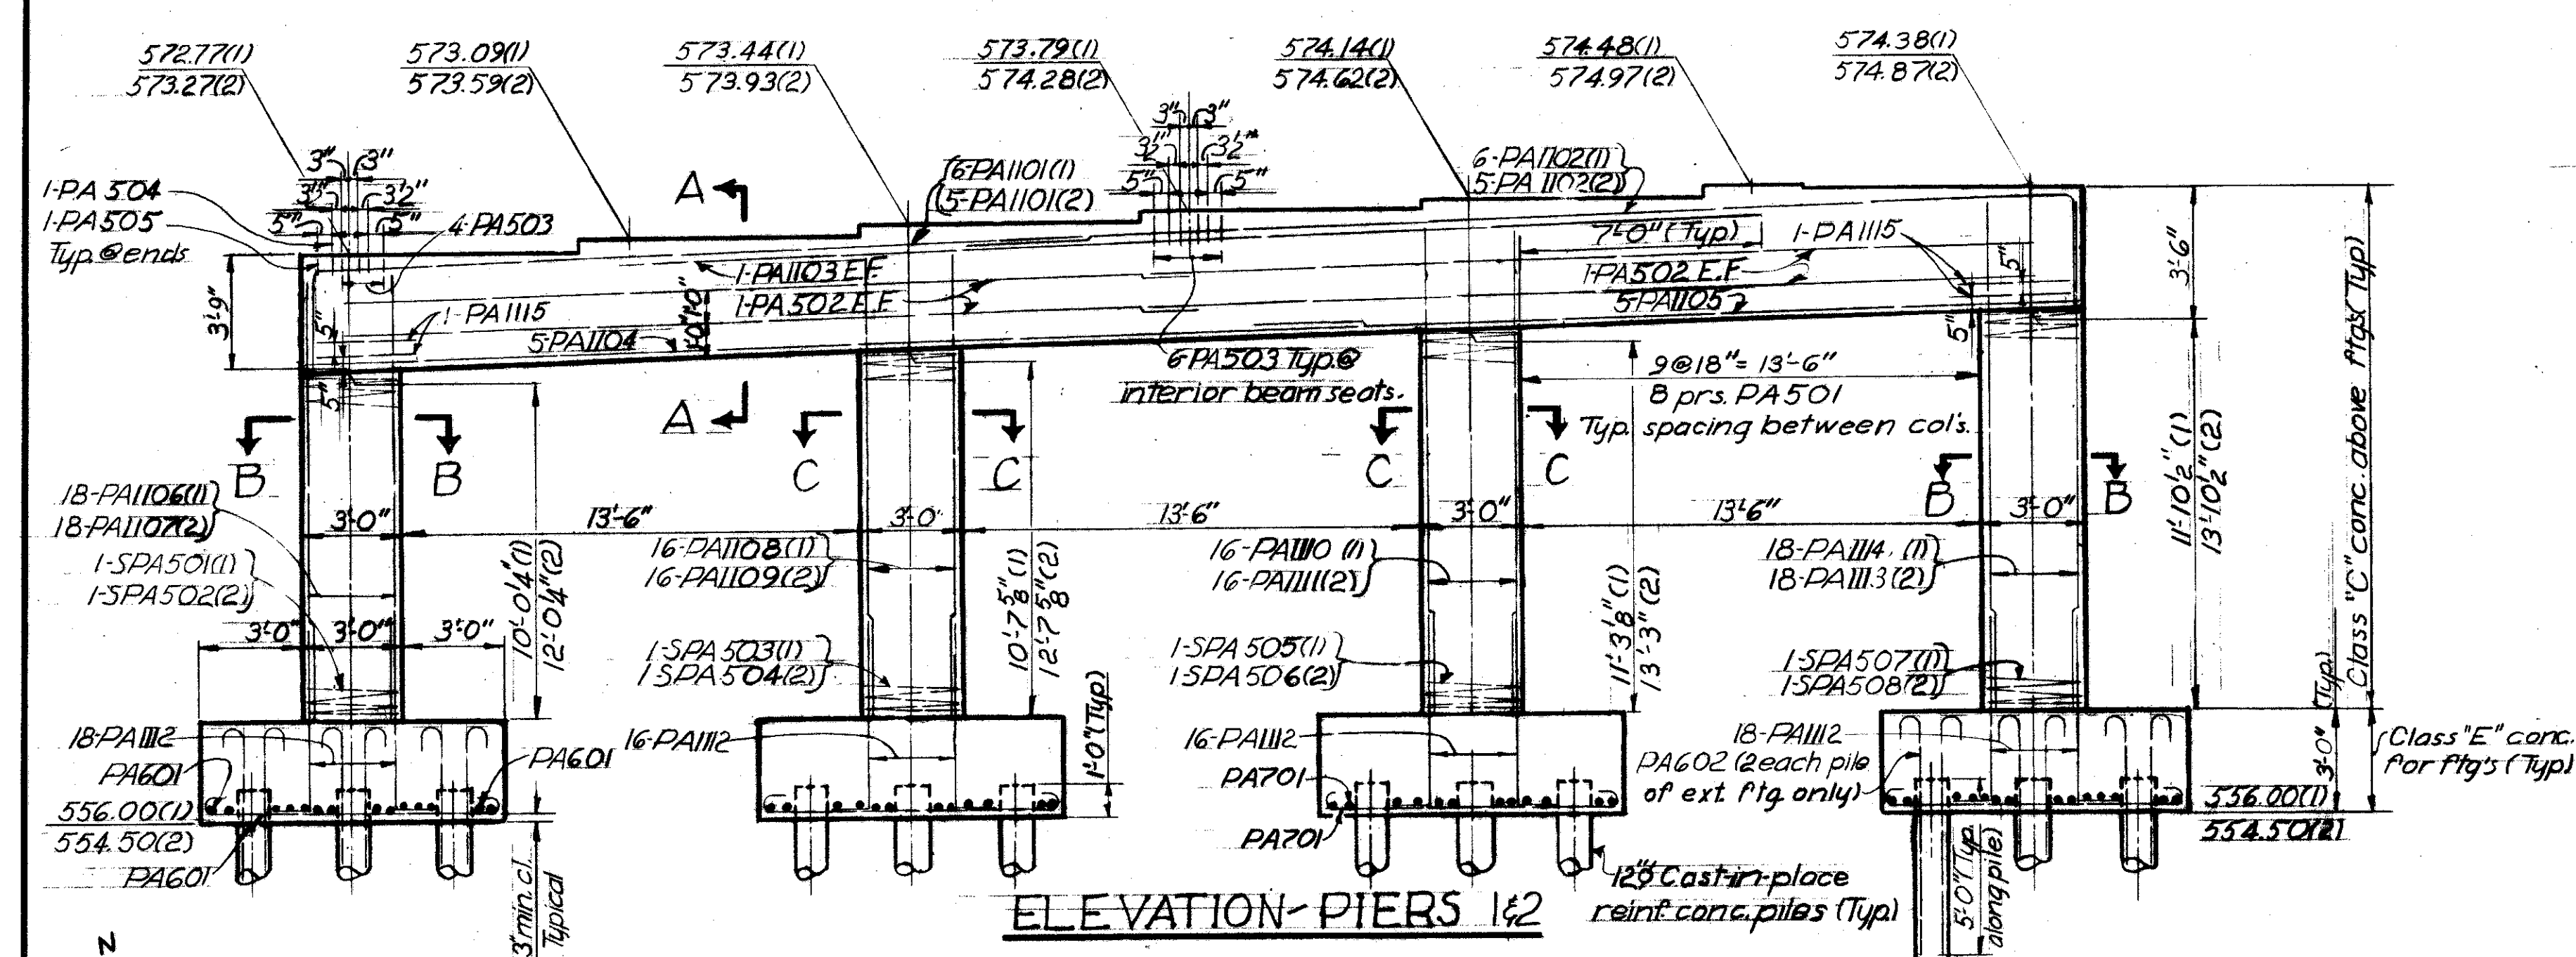 572.77(1)
573.27(2)
573.09(1)
573.59(2)
573.44(1)
573.93(2)
573.79(1)
574.28(2)
574.14(1)
574.62(2)
574.48(1)
574.97(2)
574.38(1)
574.87(2)
3" 3"
3½" 3½"
5" 5"
1-PA504
1-PA505
Typ. @ ends
4-PA503
A
6-PA1101(1)
5-PA1101(2)
3" 3"
3½" 3½"
5" 5"
6-PA1102(1)
5-PA1102(2)
7'-0" (Typ)
1-PA1115
5"
3'-6"
1-PA1103 E.F.
1-PA502 E.F.
1-PA502 E.F.
5-PA1105
3'-9"
5"
1-PA1115
5-PA1104
10" 10"
5"
5"
6-PA503 Typ. @
interior beam seats.
9@18"=13'-6"
8 prs. PA501
Typ. spacing between col's.
A
B B
C C
C C
B B
18-PA1106(1)
18-PA1107(2)
3'-0"
13'-6"
3'-0"
13'-6"
3'-0"
13'-6"
3'-0"
1-SPA501(1)
1-SPA502(2)
16-PA1108(1)
16-PA1109(2)
16-PA1110 (1)
16-PA1111(2)
18-PA1114 (1)
18-PA1113(2)
10'-0¼"(1)
12'-0¼"(2)
10'-7⅝"(1)
12'-7⅝"(2)
11'-3"(1)
13'-3"(2)
11'-10½"(1)
13'-10½"(2)
Class "C" conc. above ftgs (Typ)
3'-0" 3'-0" 3'-0"
1-SPA503(1)
1-SPA504(2)
1-SPA505(1)
1-SPA506(2)
1-SPA507(1)
1-SPA508(2)
18-PA1112
PA601
PA601
16-PA1112
1'-0"(Typ)
16-PA1112
PA701
18-PA1112
PA602 (2 each pile
of ext. ftg. only)
3'-0" (Typ.)
Class "E" conc.
for ftg's (Typ)
556.00(1)
554.50(2)
PA601
PA701
556.00(1)
554.50(2)
3" min. cl.
Typical
12"φ Cast-in-place
reinf. conc. piles (Typ)
5'-0" Typ.
along pile)
ELEVATION-PIERS 1&2
N